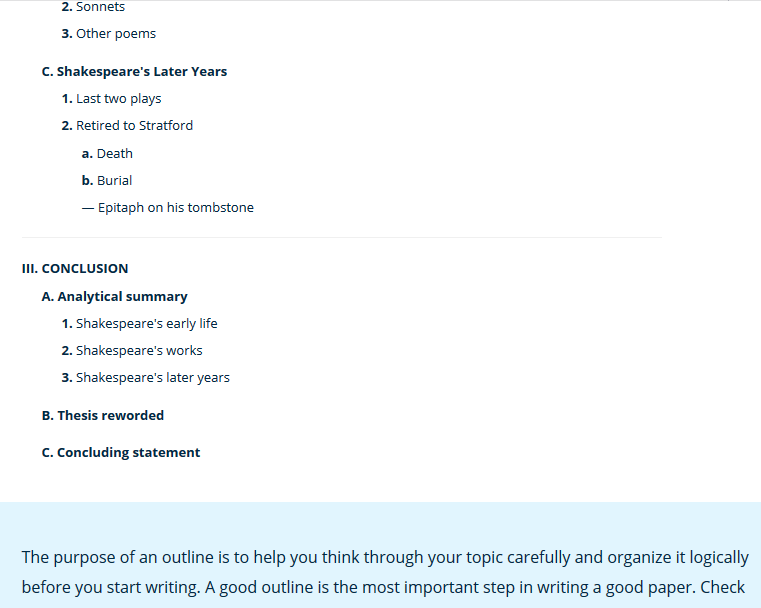 2. Sonnets
3. Other poems
C. Shakespeare's Later Years
1. Last two plays
2. Retired to Stratford
a. Death
b. Burial
— Epitaph on his tombstone
III. CONCLUSION
A. Analytical summary
1. Shakespeare's early life
2. Shakespeare's works
3. Shakespeare's later years
B. Thesis reworded
C. Concluding statement
The purpose of an outline is to help you think through your topic carefully and organize it logically
before you start writing. A good outline is the most important step in writing a good paper. Check